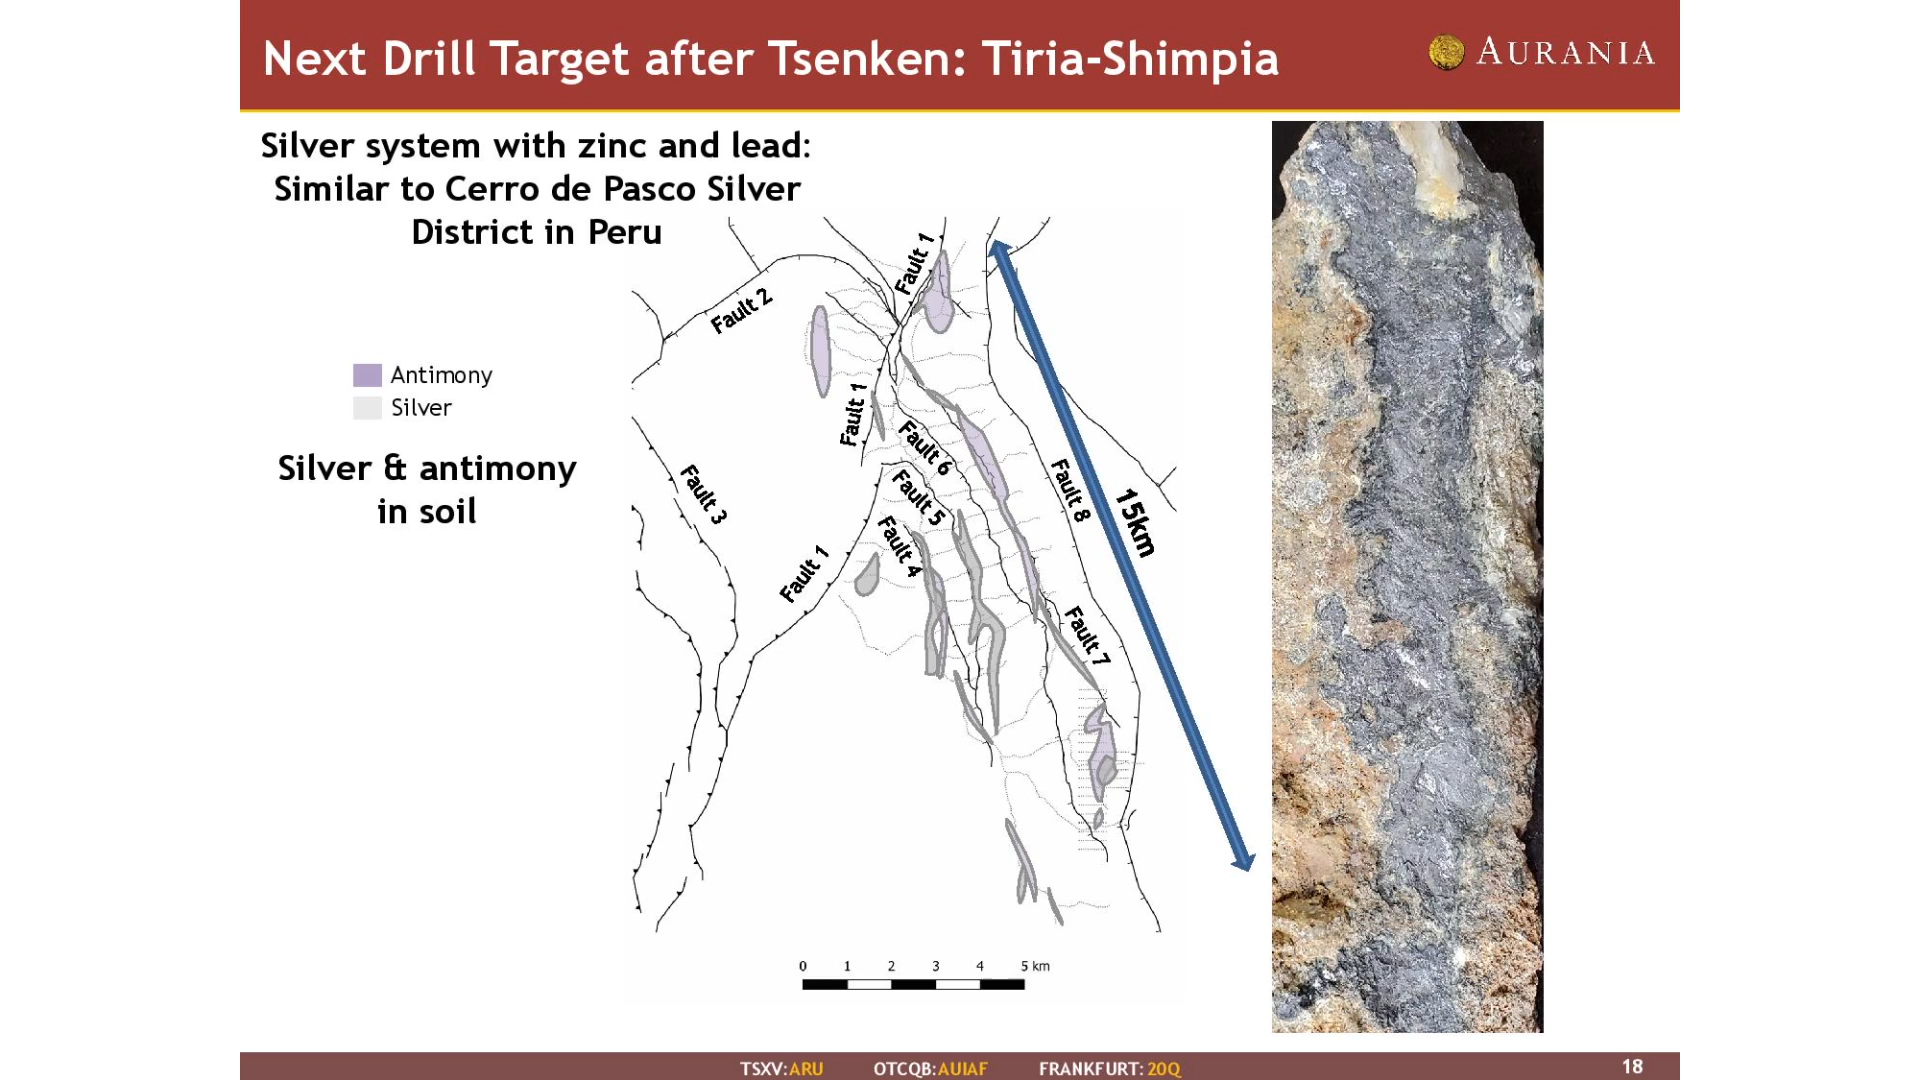 Next Drill Target after Tsenken: Tiria-Shimpia
AURANIA
Silver system with zinc and lead:
Similar to Cerro de Pasco Silver
District in Peru
Antimony
Silver
Silver & antimony
in soil
Fault 1
Fault 2
Fault 1
Fault 6
Fault 3
Fault 5
Fault 8
15km
Fault 4
Fault 1
Fault 7
0 1 2 3 4 5 km
TSXV:ARU OTCQB:AUIAF FRANKFURT:20Q
18